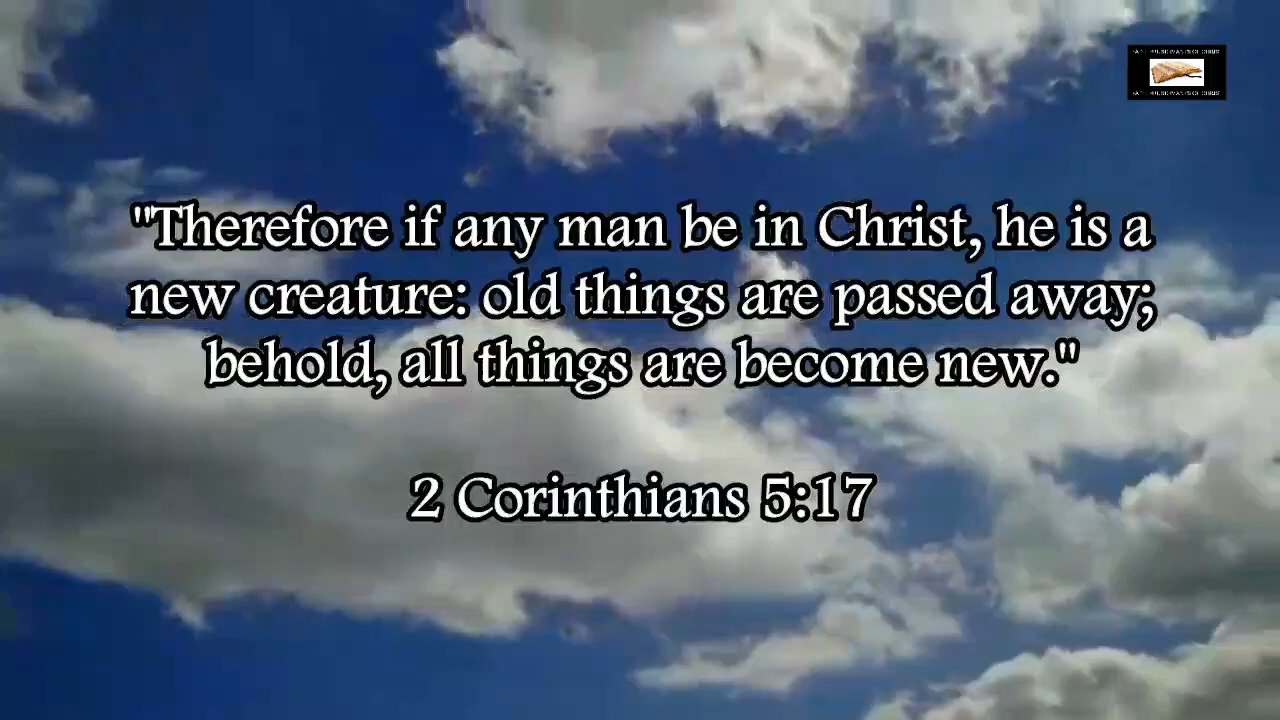 "Therefore if any man be in Christ, he is a
new creature: old things are passed away;
behold, all things are become new."
2 Corinthians 5:17